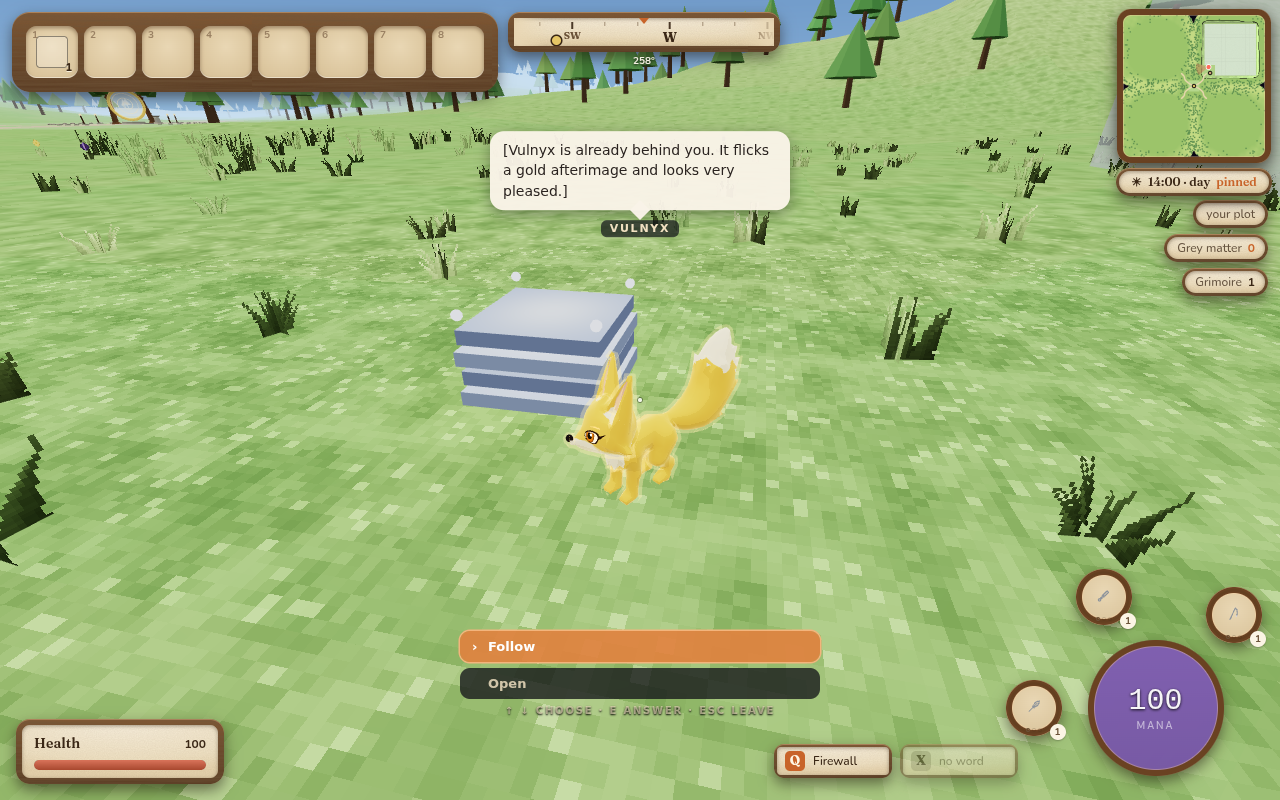 1 2 3 4 5 6 7 8
1
SW W NW
258°
14:00 · day pinned
your plot
Grey matter 0
Grimoire 1
[Vulnyx is already behind you. It flicks
a gold afterimage and looks very
pleased.]
VULNYX
› Follow
Open
↑ ↓ CHOOSE · E ANSWER · ESC LEAVE
1
1
1
100
MANA
Health 100
Q Firewall
X no word